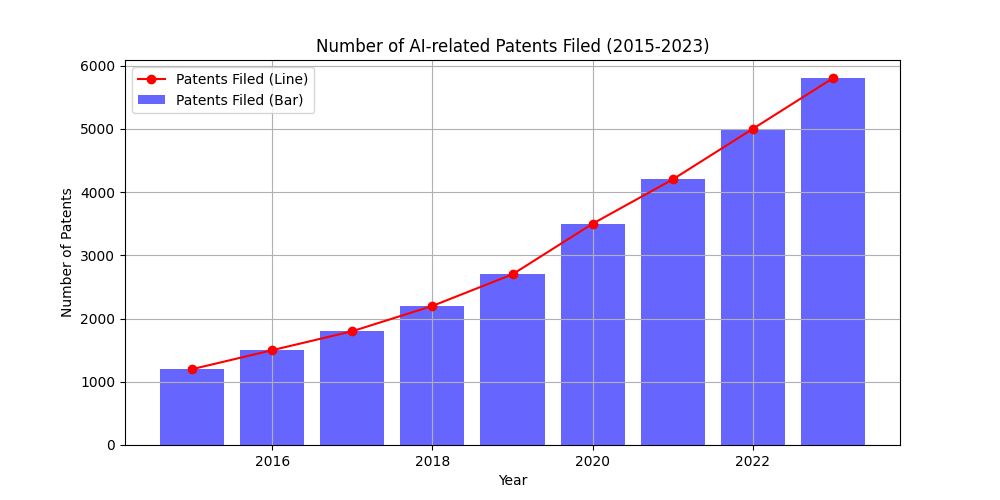 Number of AI-related Patents Filed (2015-2023)
Patents Filed (Line)
Patents Filed (Bar)
6000
5000
4000
3000
2000
1000
0
Number of Patents
2016 2018 2020 2022
Year